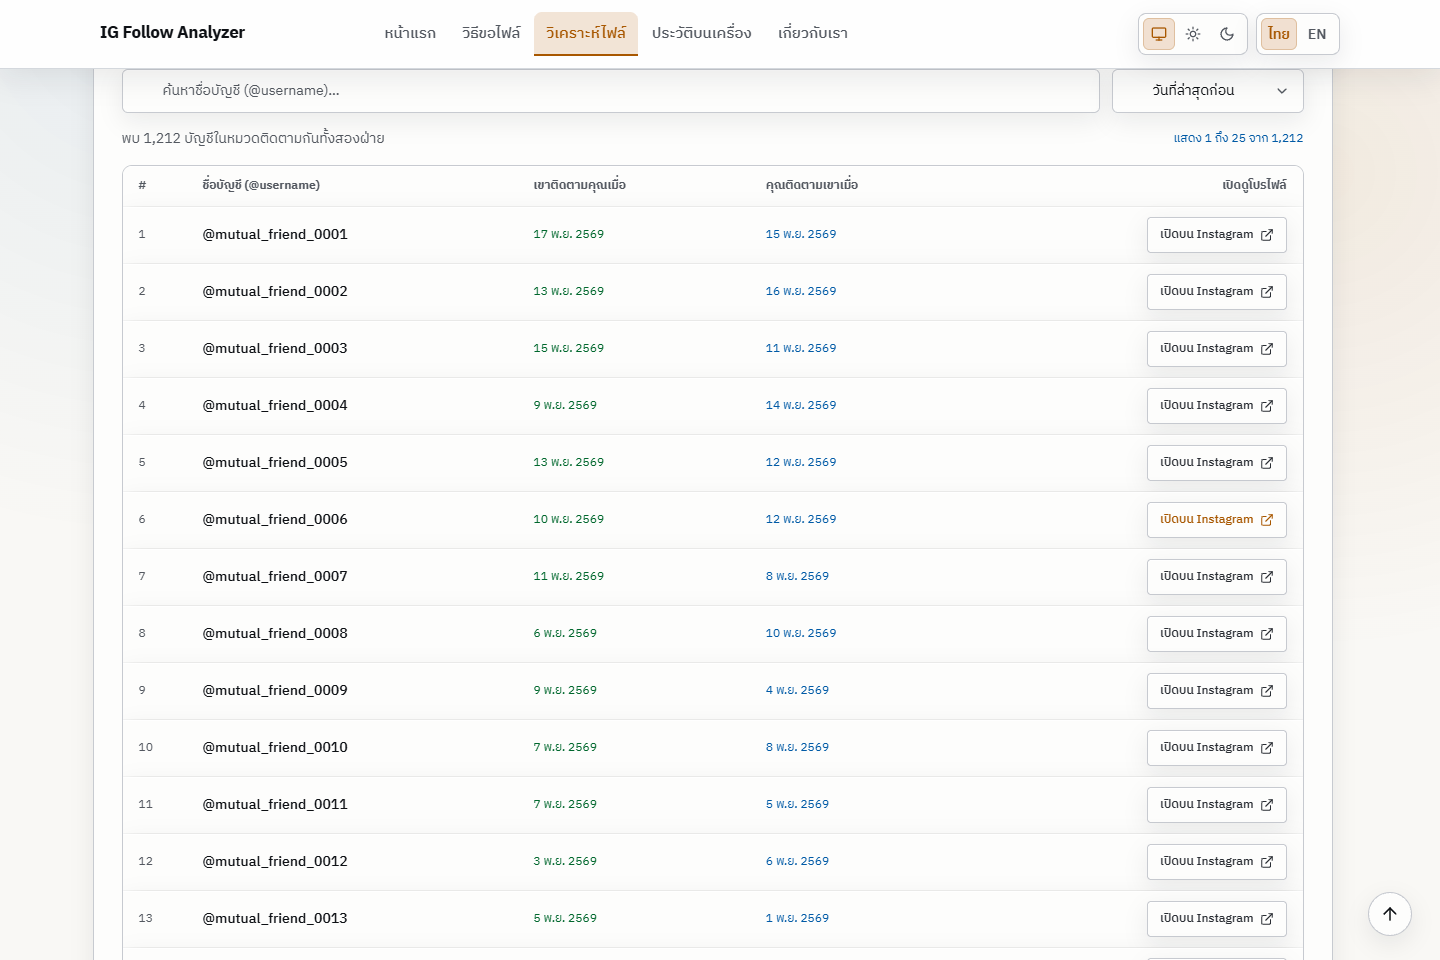 IG Follow Analyzer
หน้าแรก
วิธีขอไฟล์
วิเคราะห์ไฟล์
ประวัติบนเครื่อง
เกี่ยวกับเรา
ไทย
EN
ค้นหาชื่อบัญชี (@username)...
วันที่ล่าสุดก่อน
พบ 1,212 บัญชีในหมวดติดตามกันทั้งสองฝ่าย
แสดง 1 ถึง 25 จาก 1,212
# ชื่อบัญชี (@username) เขาติดตามคุณเมื่อ คุณติดตามเขาเมื่อ เปิดดูโปรไฟล์
1 @mutual_friend_0001 17 พ.ย. 2569 15 พ.ย. 2569 เปิดบน Instagram
2 @mutual_friend_0002 13 พ.ย. 2569 16 พ.ย. 2569 เปิดบน Instagram
3 @mutual_friend_0003 15 พ.ย. 2569 11 พ.ย. 2569 เปิดบน Instagram
4 @mutual_friend_0004 9 พ.ย. 2569 14 พ.ย. 2569 เปิดบน Instagram
5 @mutual_friend_0005 13 พ.ย. 2569 12 พ.ย. 2569 เปิดบน Instagram
6 @mutual_friend_0006 10 พ.ย. 2569 12 พ.ย. 2569 เปิดบน Instagram
7 @mutual_friend_0007 11 พ.ย. 2569 8 พ.ย. 2569 เปิดบน Instagram
8 @mutual_friend_0008 6 พ.ย. 2569 10 พ.ย. 2569 เปิดบน Instagram
9 @mutual_friend_0009 9 พ.ย. 2569 4 พ.ย. 2569 เปิดบน Instagram
10 @mutual_friend_0010 7 พ.ย. 2569 8 พ.ย. 2569 เปิดบน Instagram
11 @mutual_friend_0011 7 พ.ย. 2569 5 พ.ย. 2569 เปิดบน Instagram
12 @mutual_friend_0012 3 พ.ย. 2569 6 พ.ย. 2569 เปิดบน Instagram
13 @mutual_friend_0013 5 พ.ย. 2569 1 พ.ย. 2569 เปิดบน Instagram